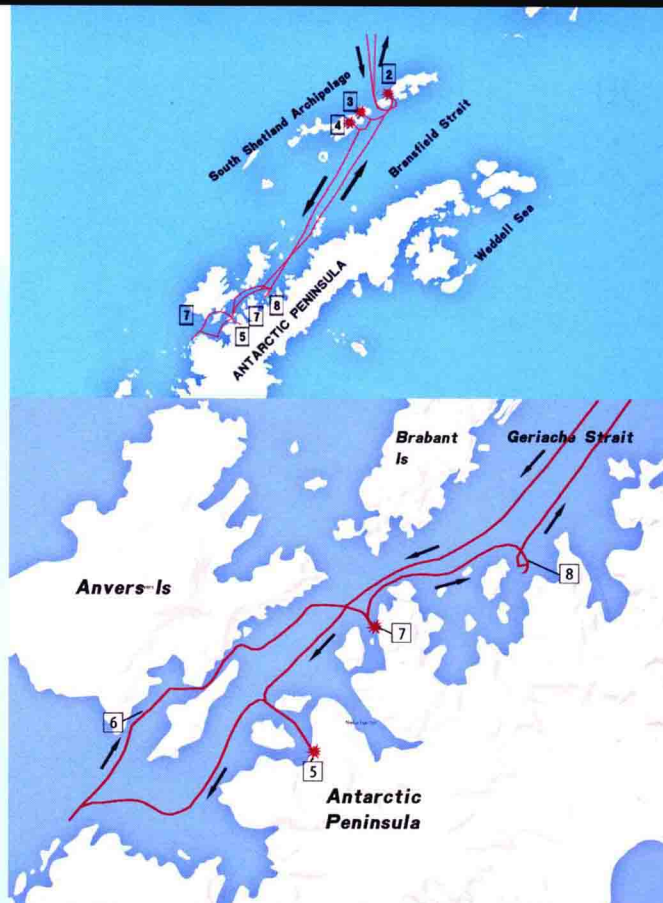 2
3
4
South Shetland Archipelago
Bransfield Strait
Weddell Sea
ANTARCTIC PENINSULA
7
8
7
5
Brabant
Is
Geriache Strait
Anvers Is
8
7
6
5
Antarctic
Peninsula